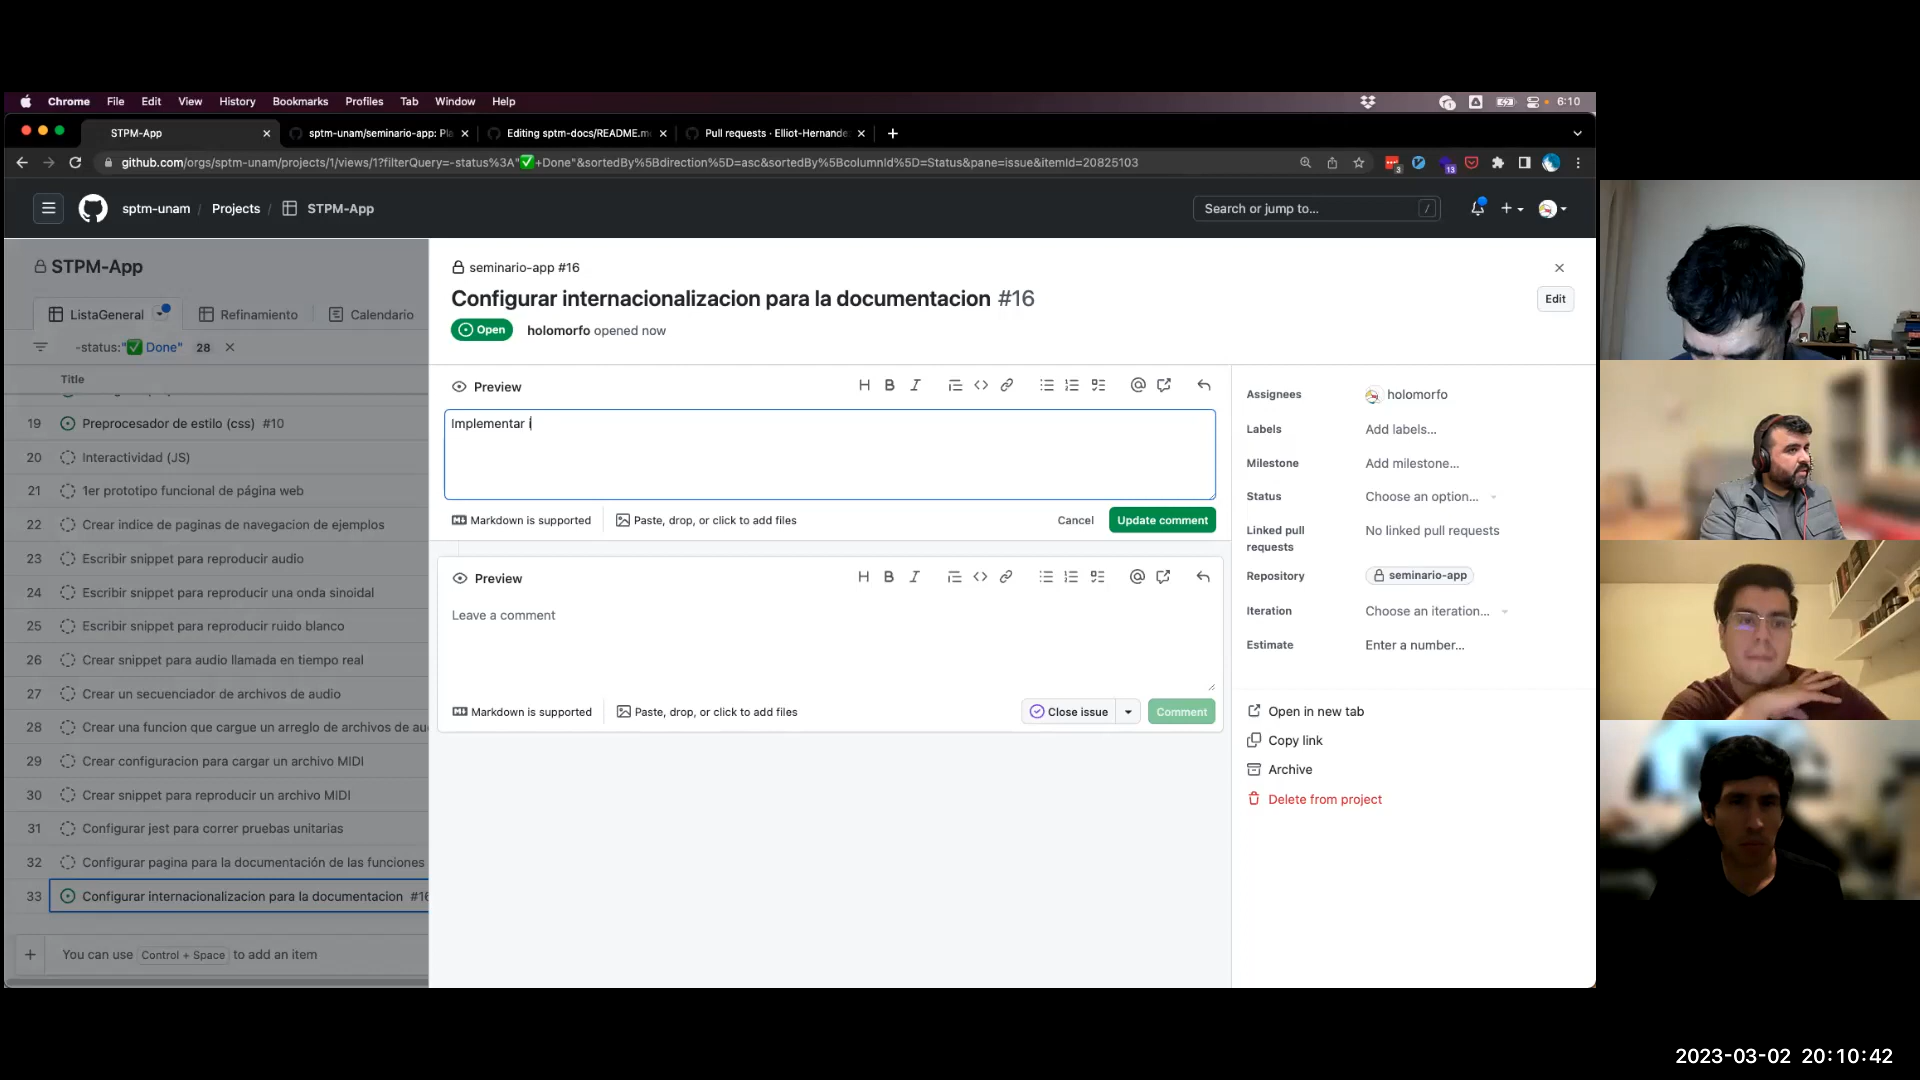 Chrome File Edit View History Bookmarks Profiles Tab Window Help
6:10
STPM-App
sptm-unam/seminario-app: Pla
Editing sptm-docs/README.m
Pull requests · Elliot-Hernande
github.com/orgs/sptm-unam/projects/1/views/1?filterQuery=-status%3A"✅+Done"&sortedBy%5Bdirection%5D=asc&sortedBy%5BcolumnId%5D=Status&pane=issue&itemId=20825103
3
13
sptm-unam / Projects / STPM-App
Search or jump to... /
STPM-App
ListaGeneral
Refinamiento
Calendario
-status:"✅ Done" 28
Title
19 Preprocesador de estilo (css) #10
20 Interactividad (JS)
21 1er prototipo funcional de página web
22 Crear indice de paginas de navegacion de ejemplos
23 Escribir snippet para reproducir audio
24 Escribir snippet para reproducir una onda sinoidal
25 Escribir snippet para reproducir ruido blanco
26 Crear snippet para audio llamada en tiempo real
27 Crear un secuenciador de archivos de audio
28 Crear una funcion que cargue un arreglo de archivos de au
29 Crear configuracion para cargar un archivo MIDI
30 Crear snippet para reproducir un archivo MIDI
31 Configurar jest para correr pruebas unitarias
32 Configurar pagina para la documentación de las funciones
33 Configurar internacionalizacion para la documentacion #16
+ You can use Control + Space to add an item
seminario-app #16
Configurar internacionalizacion para la documentacion #16
Edit
Open
holomorfo opened now
Preview
Implementar i
Markdown is supported
Paste, drop, or click to add files
Cancel
Update comment
Preview
Leave a comment
Markdown is supported
Paste, drop, or click to add files
Close issue
Comment
Assignees holomorfo
Labels Add labels...
Milestone Add milestone...
Status Choose an option...
Linked pull requests No linked pull requests
Repository seminario-app
Iteration Choose an iteration...
Estimate Enter a number...
Open in new tab
Copy link
Archive
Delete from project
2023-03-02 20:10:42